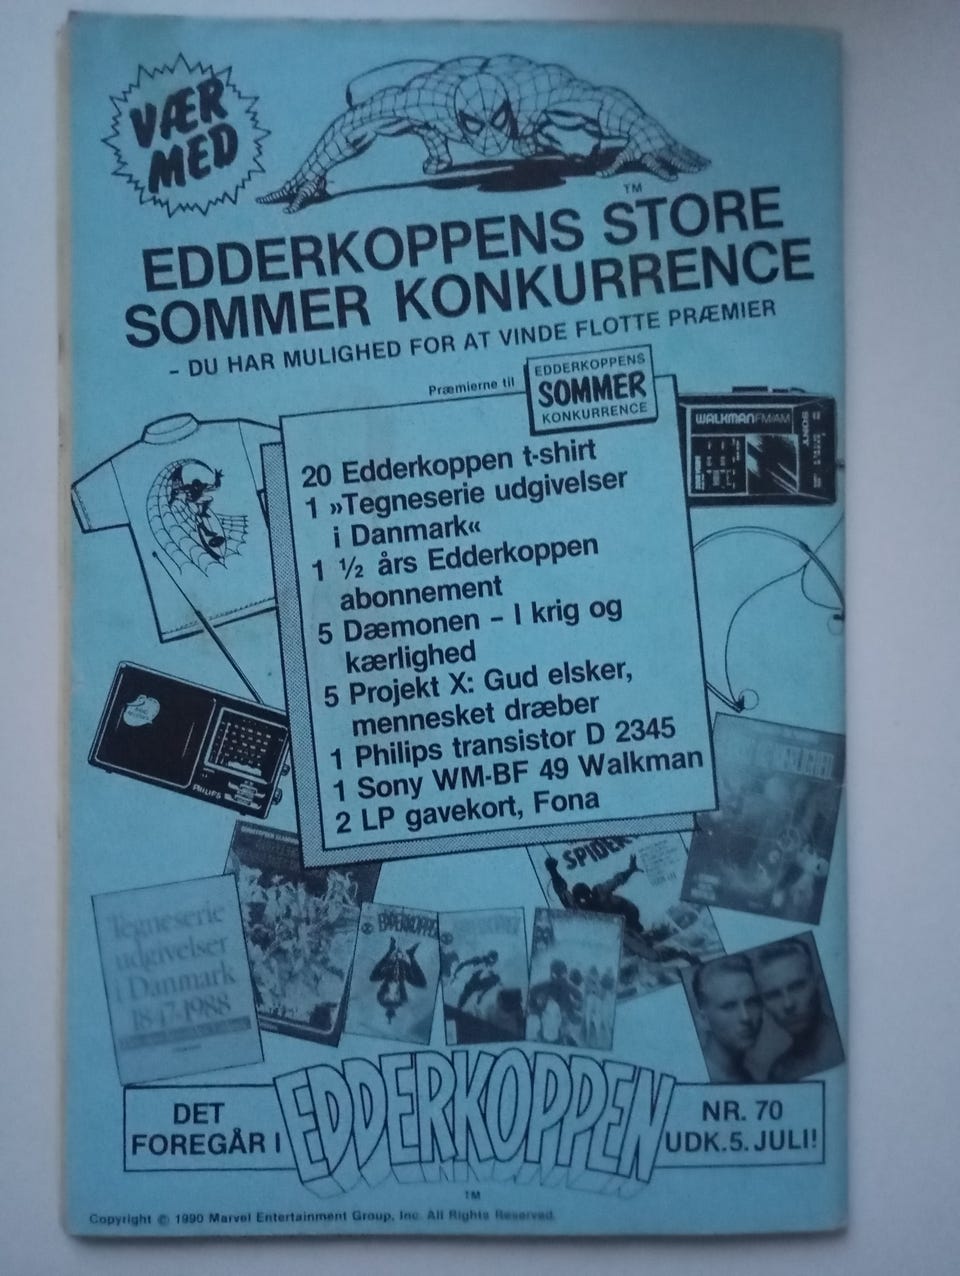 VÆR
MED
TM
EDDERKOPPENS STORE
SOMMER KONKURRENCE
- DU HAR MULIGHED FOR AT VINDE FLOTTE PRÆMIER
Præmierne til
EDDERKOPPENS
SOMMER
KONKURRENCE
20 Edderkoppen t-shirt
1 »Tegneserie udgivelser
i Danmark«
1 ½ års Edderkoppen
abonnement
5 Dæmonen – I krig og
kærlighed
5 Projekt X: Gud elsker,
mennesket dræber
1 Philips transistor D 2345
1 Sony WM-BF 49 Walkman
2 LP gavekort, Fona
WALKMAN FM/AM
SONY
PHILIPS
SPIDER
EDDERKOPPEN
Tegneserie
udgivelser
i Danmark
1847-1988
DET
FOREGÅR I
EDDERKOPPEN
TM
NR. 70
UDK.5. JULI!
Copyright © 1990 Marvel Entertainment Group, Inc. All Rights Reserved.